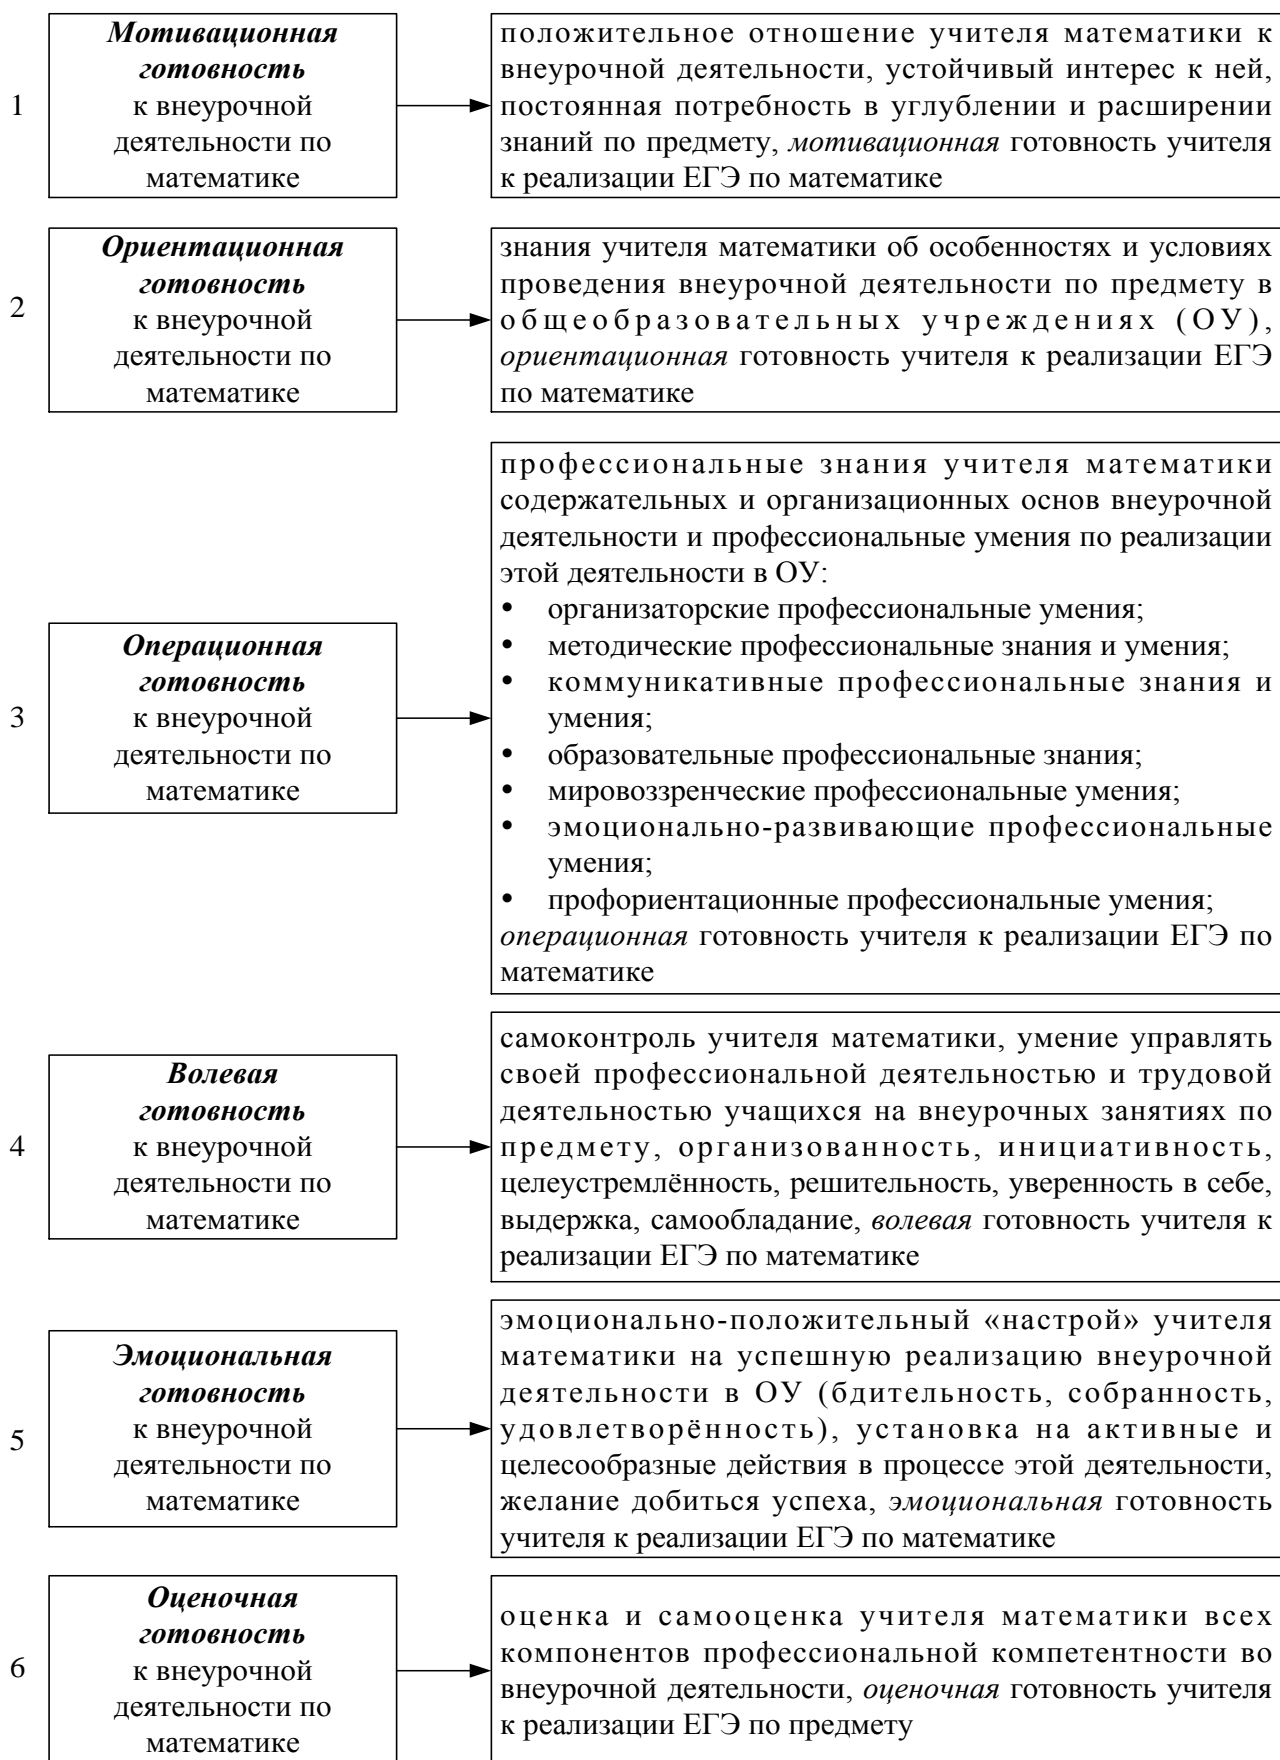 1
Мотивационная
готовность
к внеурочной
деятельности по
математике
положительное отношение учителя математики к
внеурочной деятельности, устойчивый интерес к ней,
постоянная потребность в углублении и расширении
знаний по предмету, мотивационная готовность учителя
к реализации ЕГЭ по математике
2
Ориентационная
готовность
к внеурочной
деятельности по
математике
знания учителя математики об особенностях и условиях
проведения внеурочной деятельности по предмету в
общеобразовательных учреждениях (ОУ),
ориентационная готовность учителя к реализации ЕГЭ
по математике
3
Операционная
готовность
к внеурочной
деятельности по
математике
профессиональные знания учителя математики
содержательных и организационных основ внеурочной
деятельности и профессиональные умения по реализации
этой деятельности в ОУ:
• организаторские профессиональные умения;
• методические профессиональные знания и умения;
• коммуникативные профессиональные знания и
умения;
• образовательные профессиональные знания;
• мировоззренческие профессиональные умения;
• эмоционально-развивающие профессиональные
умения;
• профориентационные профессиональные умения;
операционная готовность учителя к реализации ЕГЭ по
математике
4
Волевая
готовность
к внеурочной
деятельности по
математике
самоконтроль учителя математики, умение управлять
своей профессиональной деятельностью и трудовой
деятельностью учащихся на внеурочных занятиях по
предмету, организованность, инициативность,
целеустремлённость, решительность, уверенность в себе,
выдержка, самообладание, волевая готовность учителя к
реализации ЕГЭ по математике
5
Эмоциональная
готовность
к внеурочной
деятельности по
математике
эмоционально-положительный «настрой» учителя
математики на успешную реализацию внеурочной
деятельности в ОУ (бдительность, собранность,
удовлетворённость), установка на активные и
целесообразные действия в процессе этой деятельности,
желание добиться успеха, эмоциональная готовность
учителя к реализации ЕГЭ по математике
6
Оценочная
готовность
к внеурочной
деятельности по
математике
оценка и самооценка учителя математики всех
компонентов профессиональной компетентности во
внеурочной деятельности, оценочная готовность учителя
к реализации ЕГЭ по предмету